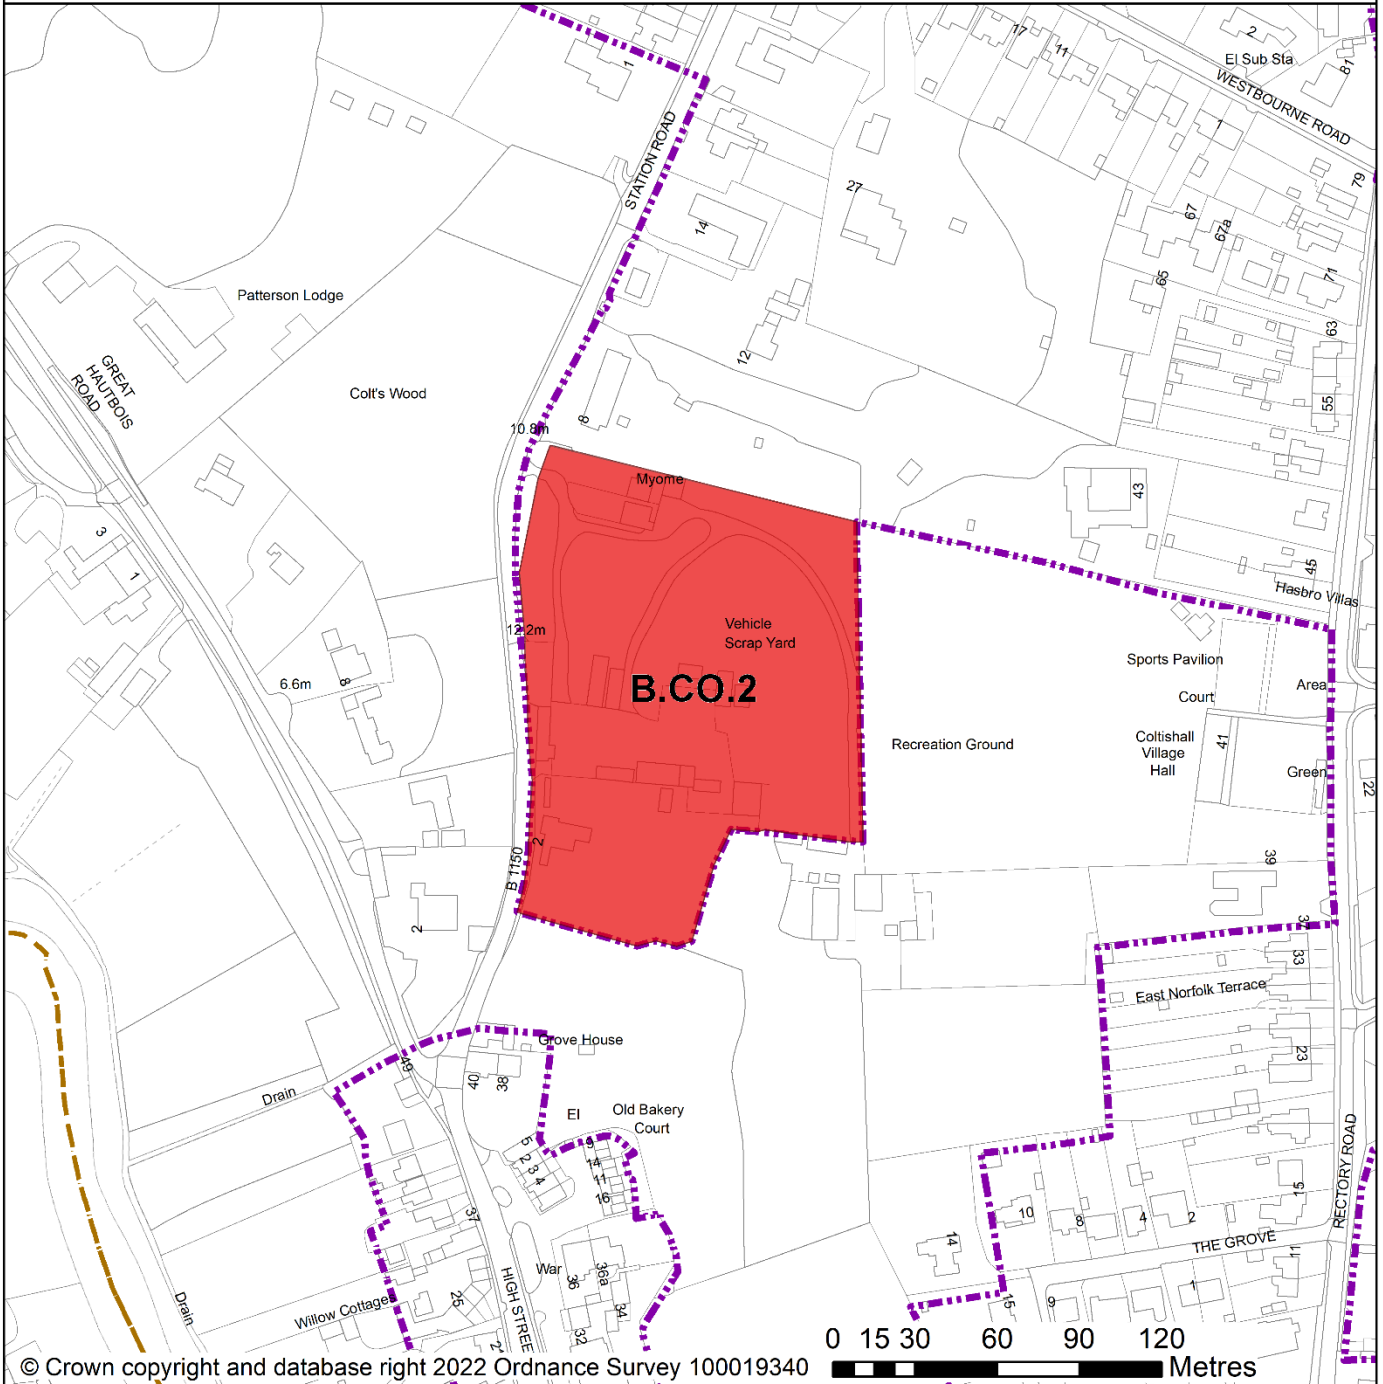 17
11
2
El Sub Sta
81
WESTBOURNE ROAD
1
1
79
STATION ROAD
27
67
67a
14
65
71
Patterson Lodge
63
12
GREAT
HAUTBOIS
ROAD
Colt's Wood
55
8
10.8m
Myome
43
3
1
45
Hasbro Villas
12.2m
Vehicle
Scrap Yard
Sports Pavilion
6.6m
8
B.CO.2
Court
Area
Recreation Ground
Coltishall
Village
Hall
41
Green
22
2
B 1150
39
2
37
33
East Norfolk Terrace
Grove House
49
40
38
23
Drain
El
Old Bakery
Court
5
2
3
4
9
14
11
16
RECTORY ROAD
15
37
10
8
4
2
14
THE GROVE
11
War
36
36a
Drain
HIGH STREE
25
Willow Cottages
34
32
15
9
1
2
0 15 30 60 90 120
Metres
© Crown copyright and database right 2022 Ordnance Survey 100019340